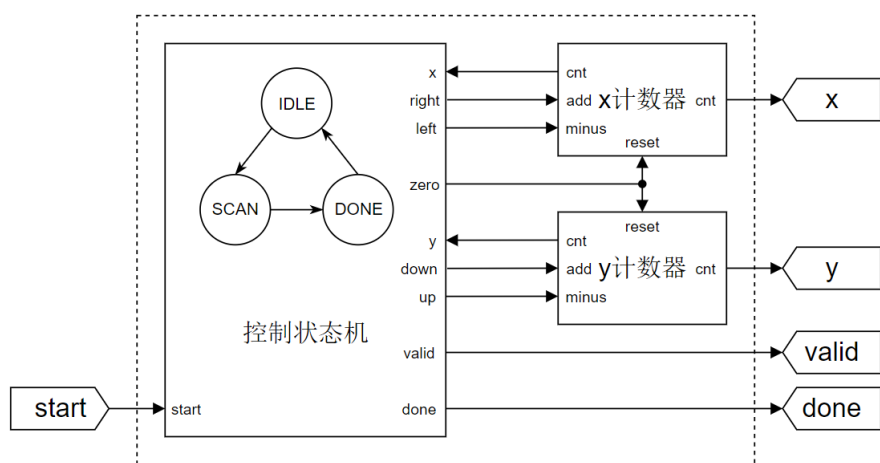 x
cnt
right
add
x计数器
cnt
x
left
minus
IDLE
reset
zero
SCAN
DONE
reset
y
cnt
down
add
y计数器
cnt
y
up
minus
控制状态机
valid
valid
start
start
done
done